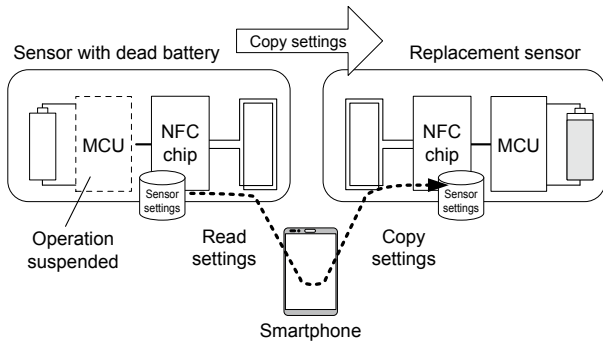 Sensor with dead battery
Copy settings
Replacement sensor
MCU
NFC
chip
Sensor
settings
Operation
suspended
Read
settings
Smartphone
Copy
settings
NFC
chip
MCU
Sensor
settings